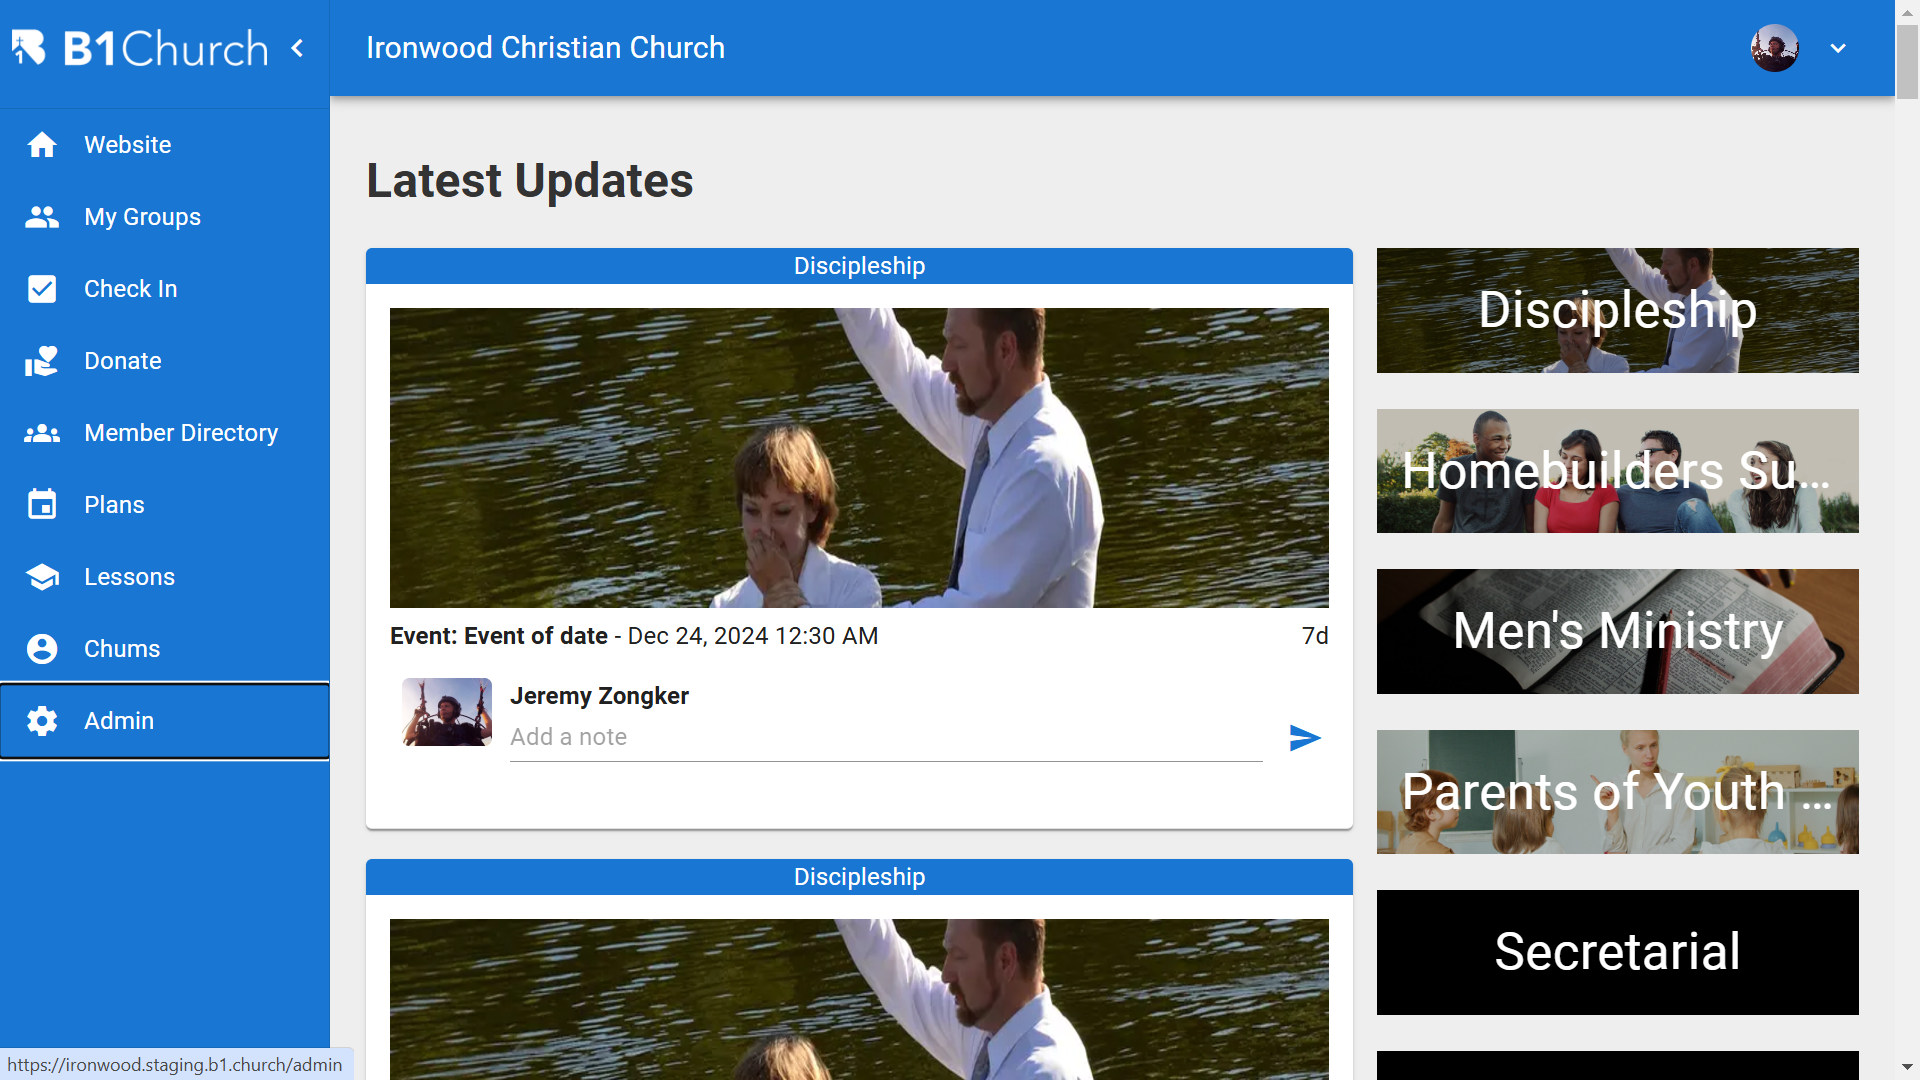 B1Church
Ironwood Christian Church
Website
My Groups
Check In
Donate
Member Directory
Plans
Lessons
Chums
Admin
https://ironwood.staging.b1.church/admin
Latest Updates
Discipleship
Event: Event of date - Dec 24, 2024 12:30 AM
7d
Jeremy Zongker
Add a note
Discipleship
Discipleship
Homebuilders Su...
Men's Ministry
Parents of Youth ...
Secretarial